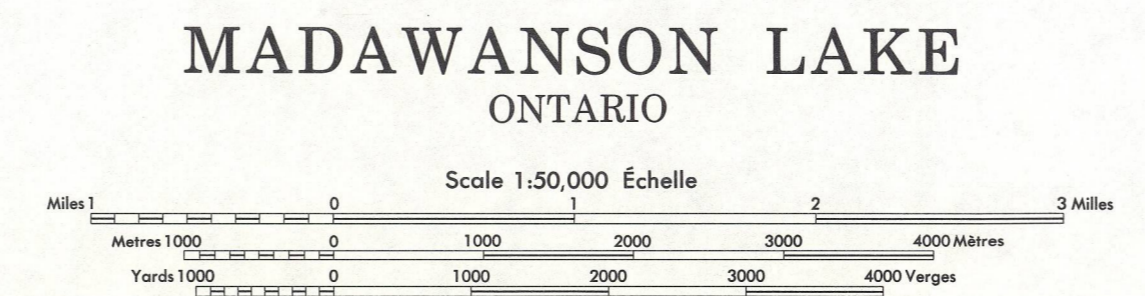 MADAWANSON LAKE
ONTARIO
Scale 1:50,000 Échelle
Miles 1 0 1 2 3 Milles
Metres 1000 0 1000 2000 3000 4000 Mètres
Yards 1000 0 1000 2000 3000 4000 Verges